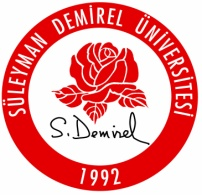 SÜLEYMAN DEMİREL ÜNİVERSİTESİ
S. Demirel
1992